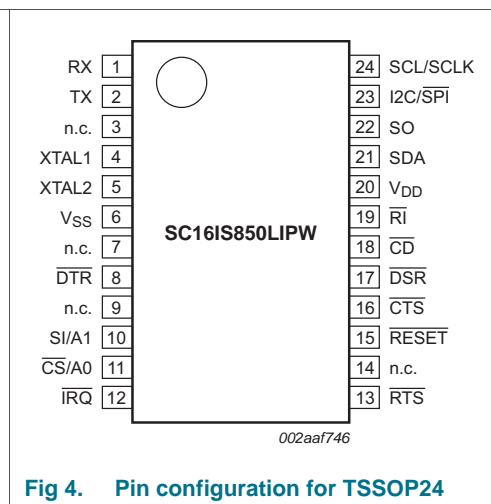 RX 1
TX 2
n.c. 3
XTAL1 4
XTAL2 5
VSS 6
n.c. 7
DTR 8
n.c. 9
SI/A1 10
CS/A0 11
IRQ 12
SC16IS850LIPW
24 SCL/SCLK
23 I2C/SPI
22 SO
21 SDA
20 VDD
19 RI
18 CD
17 DSR
16 CTS
15 RESET
14 n.c.
13 RTS
002aaf746
Fig 4. Pin configuration for TSSOP24